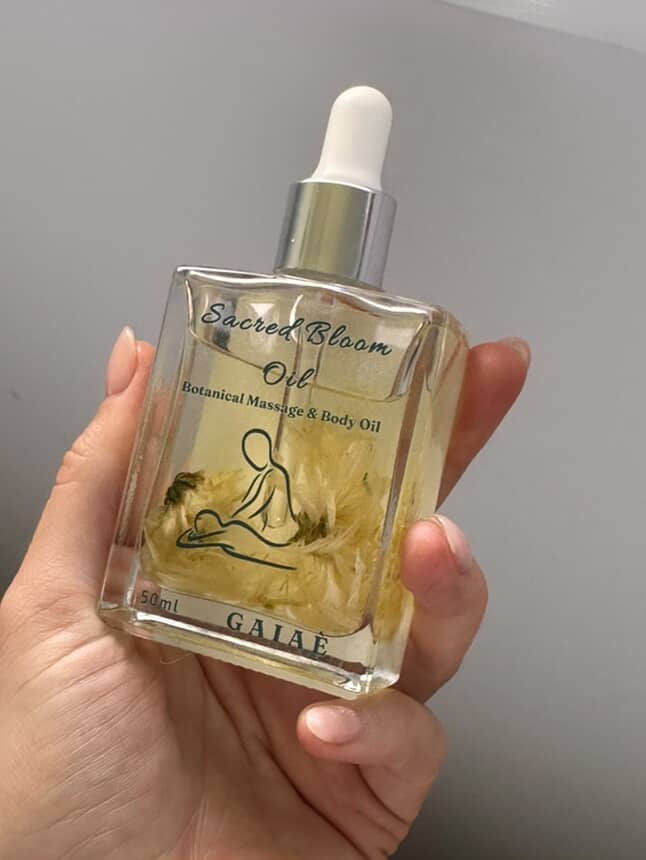 Sacred Bloom
Oil
Botanical Massage & Body Oil
50ml
GAIAÈ